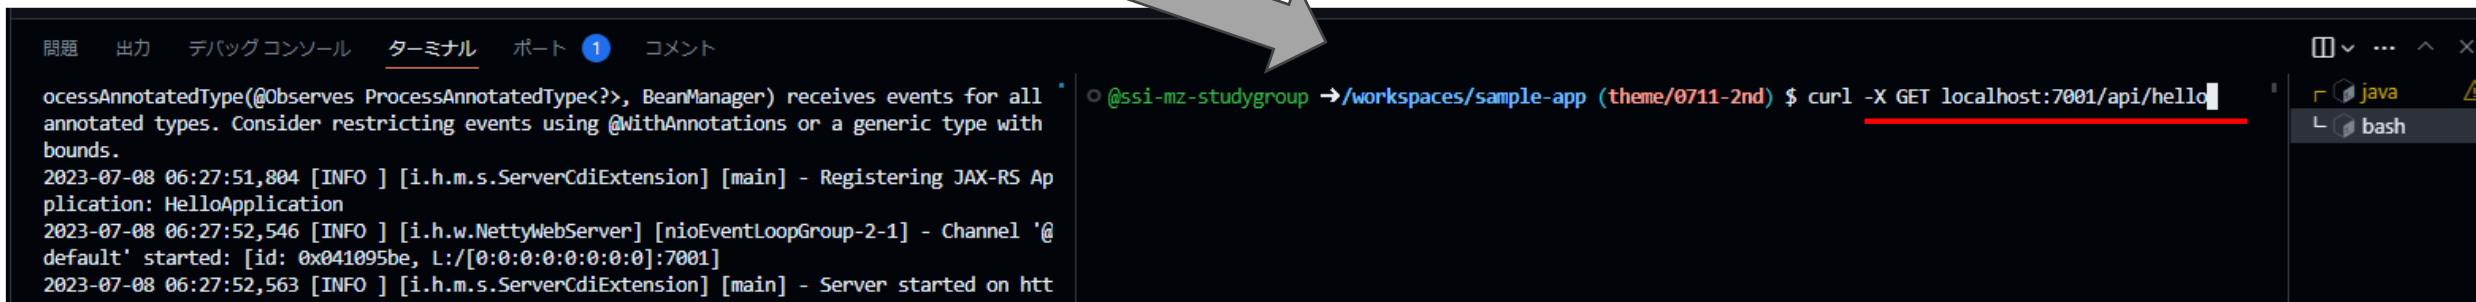 問題 出力 デバッグ コンソール ターミナル ポート 1 コメント
ocessAnnotatedType(@Observes ProcessAnnotatedType<?>, BeanManager) receives events for all
annotated types. Consider restricting events using @WithAnnotations or a generic type with
bounds.
2023-07-08 06:27:51,804 [INFO ] [i.h.m.s.ServerCdiExtension] [main] - Registering JAX-RS Ap
plication: HelloApplication
2023-07-08 06:27:52,546 [INFO ] [i.h.w.NettyWebServer] [nioEventLoopGroup-2-1] - Channel '@
default' started: [id: 0x041095be, L:/[0:0:0:0:0:0:0:0]:7001]
2023-07-08 06:27:52,563 [INFO ] [i.h.m.s.ServerCdiExtension] [main] - Server started on htt
@ssi-mz-studygroup ➜/workspaces/sample-app (theme/0711-2nd) $ curl -X GET localhost:7001/api/hello
java
bash